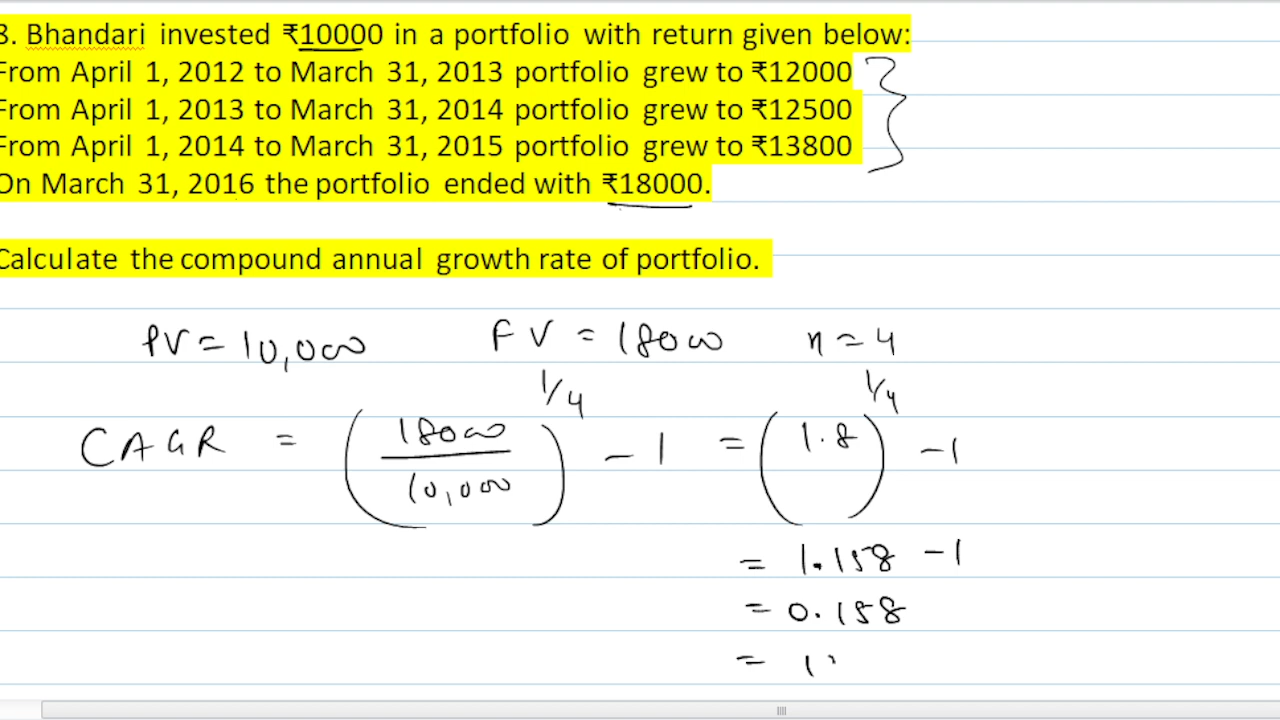 8. Bhandari invested ₹10000 in a portfolio with return given below:
From April 1, 2012 to March 31, 2013 portfolio grew to ₹12000
From April 1, 2013 to March 31, 2014 portfolio grew to ₹12500
From April 1, 2014 to March 31, 2015 portfolio grew to ₹13800
On March 31, 2016 the portfolio ended with ₹18000.
Calculate the compound annual growth rate of portfolio.
PV = 10,000 FV = 18000 n = 4
CAGR = (18000/10,000)^1/4 - 1 = (1.8)^1/4 - 1
= 1.158 - 1
= 0.158
= 1